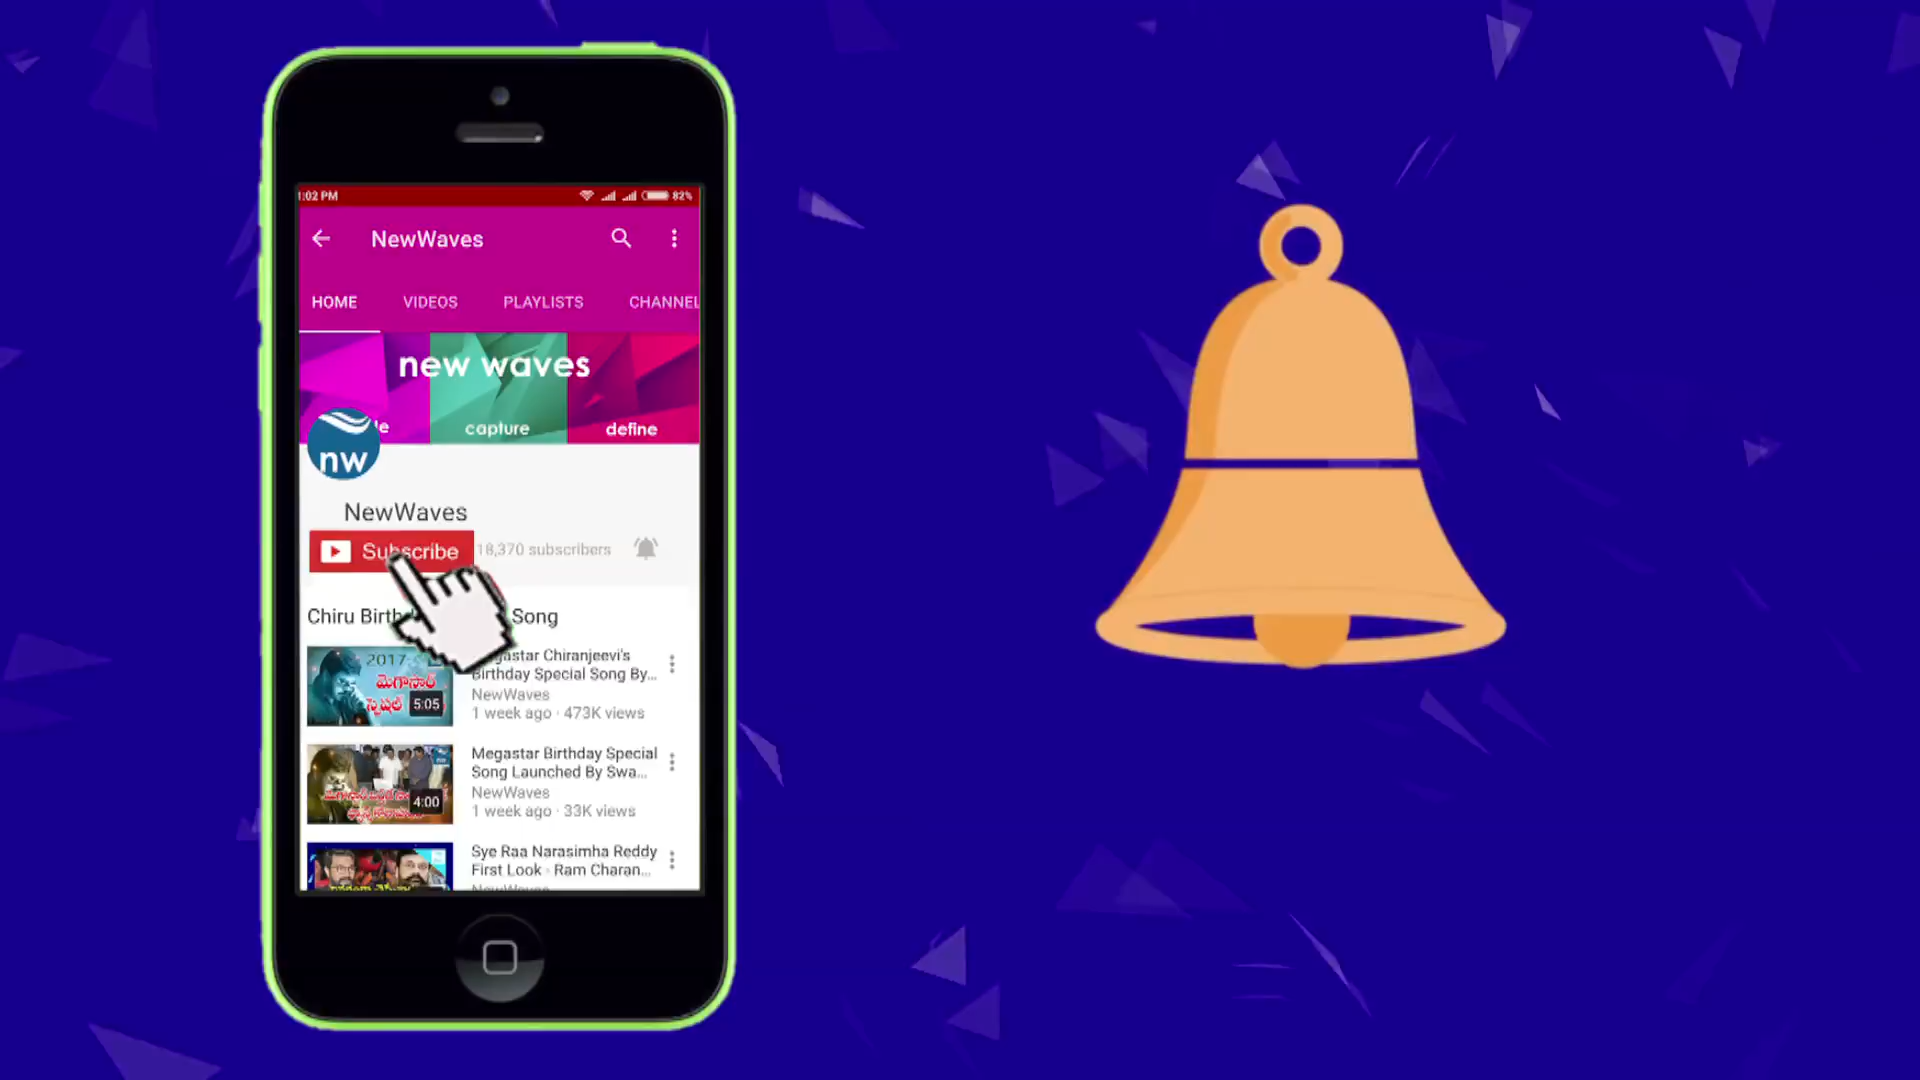 1:02 PM
82%
NewWaves
HOME VIDEOS PLAYLISTS CHANNEL
new waves
capture define
nw
NewWaves
Subscribe 18,370 subscribers
Chiru Birth Song
2017
మెగాస్టార్
స్పెషల్
5:05
Chiranjeevi's
Birthday Special Song By...
NewWaves
1 week ago · 473K views
4:00
Megastar Birthday Special
Song Launched By Swa...
NewWaves
1 week ago · 33K views
Sye Raa Narasimha Reddy
First Look - Ram Charan...